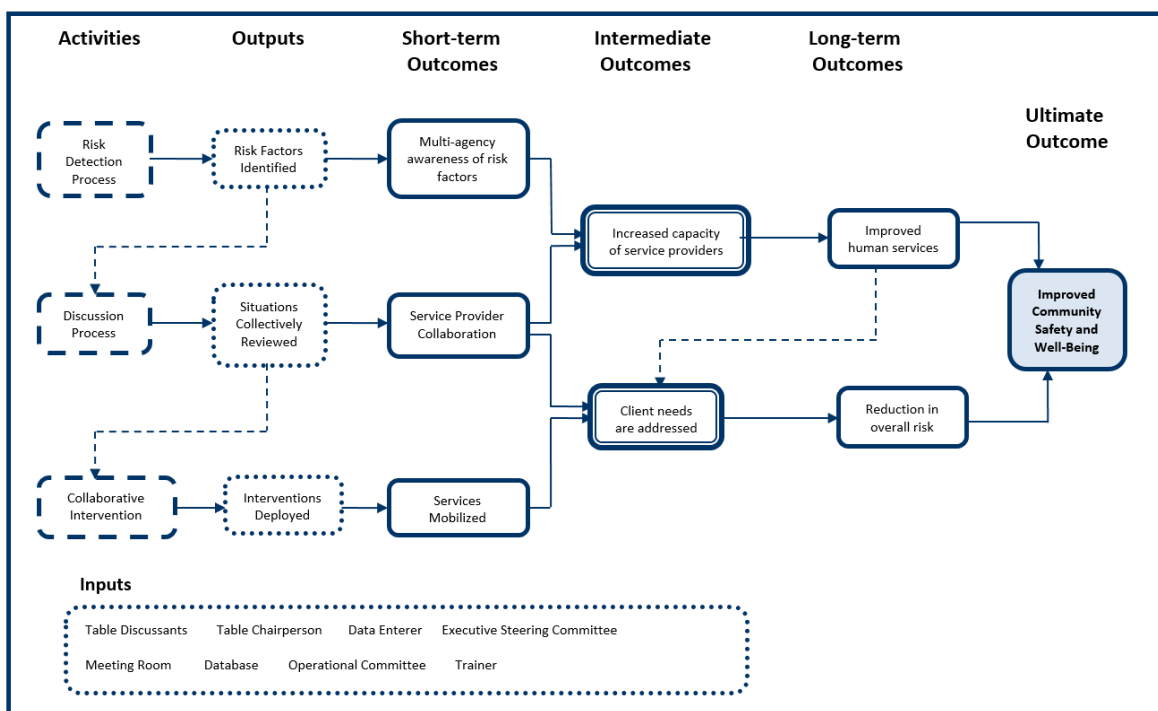 Activities
Outputs
Short-term
Outcomes
Intermediate
Outcomes
Long-term
Outcomes
Ultimate
Outcome
Risk
Detection
Process
Risk Factors
Identified
Multi-agency
awareness of risk
factors
Increased capacity
of service providers
Improved
human services
Discussion
Process
Situations
Collectively
Reviewed
Service Provider
Collaboration
Improved
Community
Safety and
Well-Being
Client needs
are addressed
Reduction in
overall risk
Collaborative
Intervention
Interventions
Deployed
Services
Mobilized
Inputs
Table Discussants Table Chairperson Data Enterer Executive Steering Committee
Meeting Room Database Operational Committee Trainer